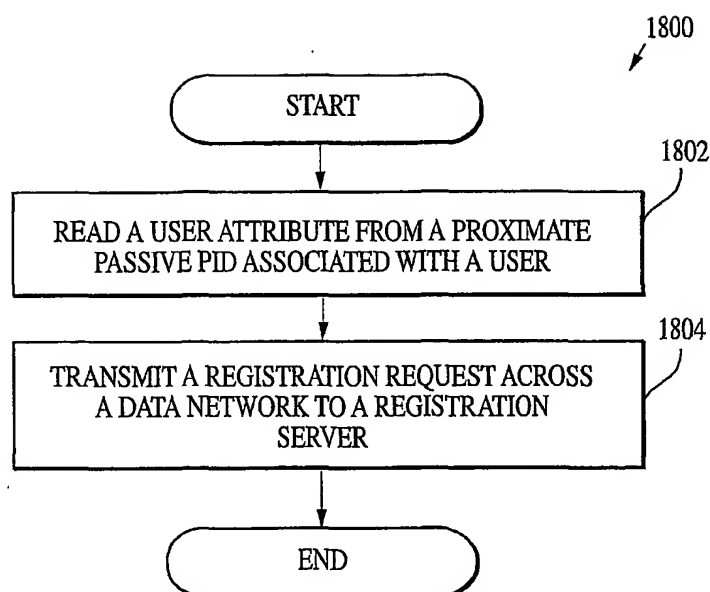 1800
START
1802
READ A USER ATTRIBUTE FROM A PROXIMATE
PASSIVE PID ASSOCIATED WITH A USER
1804
TRANSMIT A REGISTRATION REQUEST ACROSS
A DATA NETWORK TO A REGISTRATION
SERVER
END